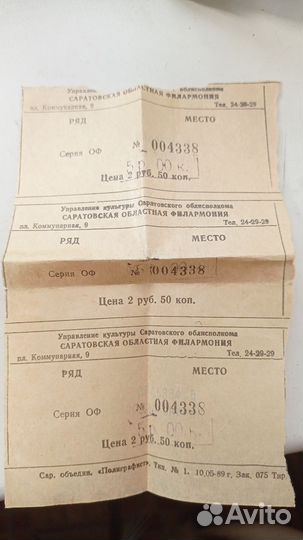 Управление культуры Саратовского облисполкома
САРАТОВСКАЯ ОБЛАСТНАЯ ФИЛАРМОНИЯ
пл. Коммунарная, 9 Тел. 24-29-29
РЯД МЕСТО
Серия ОФ № 004338
5 р. 00 к.
Цена 2 руб. 50 коп.
Управление культуры Саратовского облисполкома
САРАТОВСКАЯ ОБЛАСТНАЯ ФИЛАРМОНИЯ
пл. Коммунарная, 9 Тел. 24-29-29
РЯД МЕСТО
Серия ОФ № 004338
Цена 2 руб. 50 коп.
Управление культуры Саратовского облисполкома
САРАТОВСКАЯ ОБЛАСТНАЯ ФИЛАРМОНИЯ
пл. Коммунарная, 9 Тел. 24-29-29
РЯД МЕСТО
Серия ОФ № 004338
5 р. 00 к.
Цена 2 руб. 50 коп.
Сар. объедин. «Полиграфист», Тип. № 1. 10.05-89 г. Зак. 075 Тир.
Avito